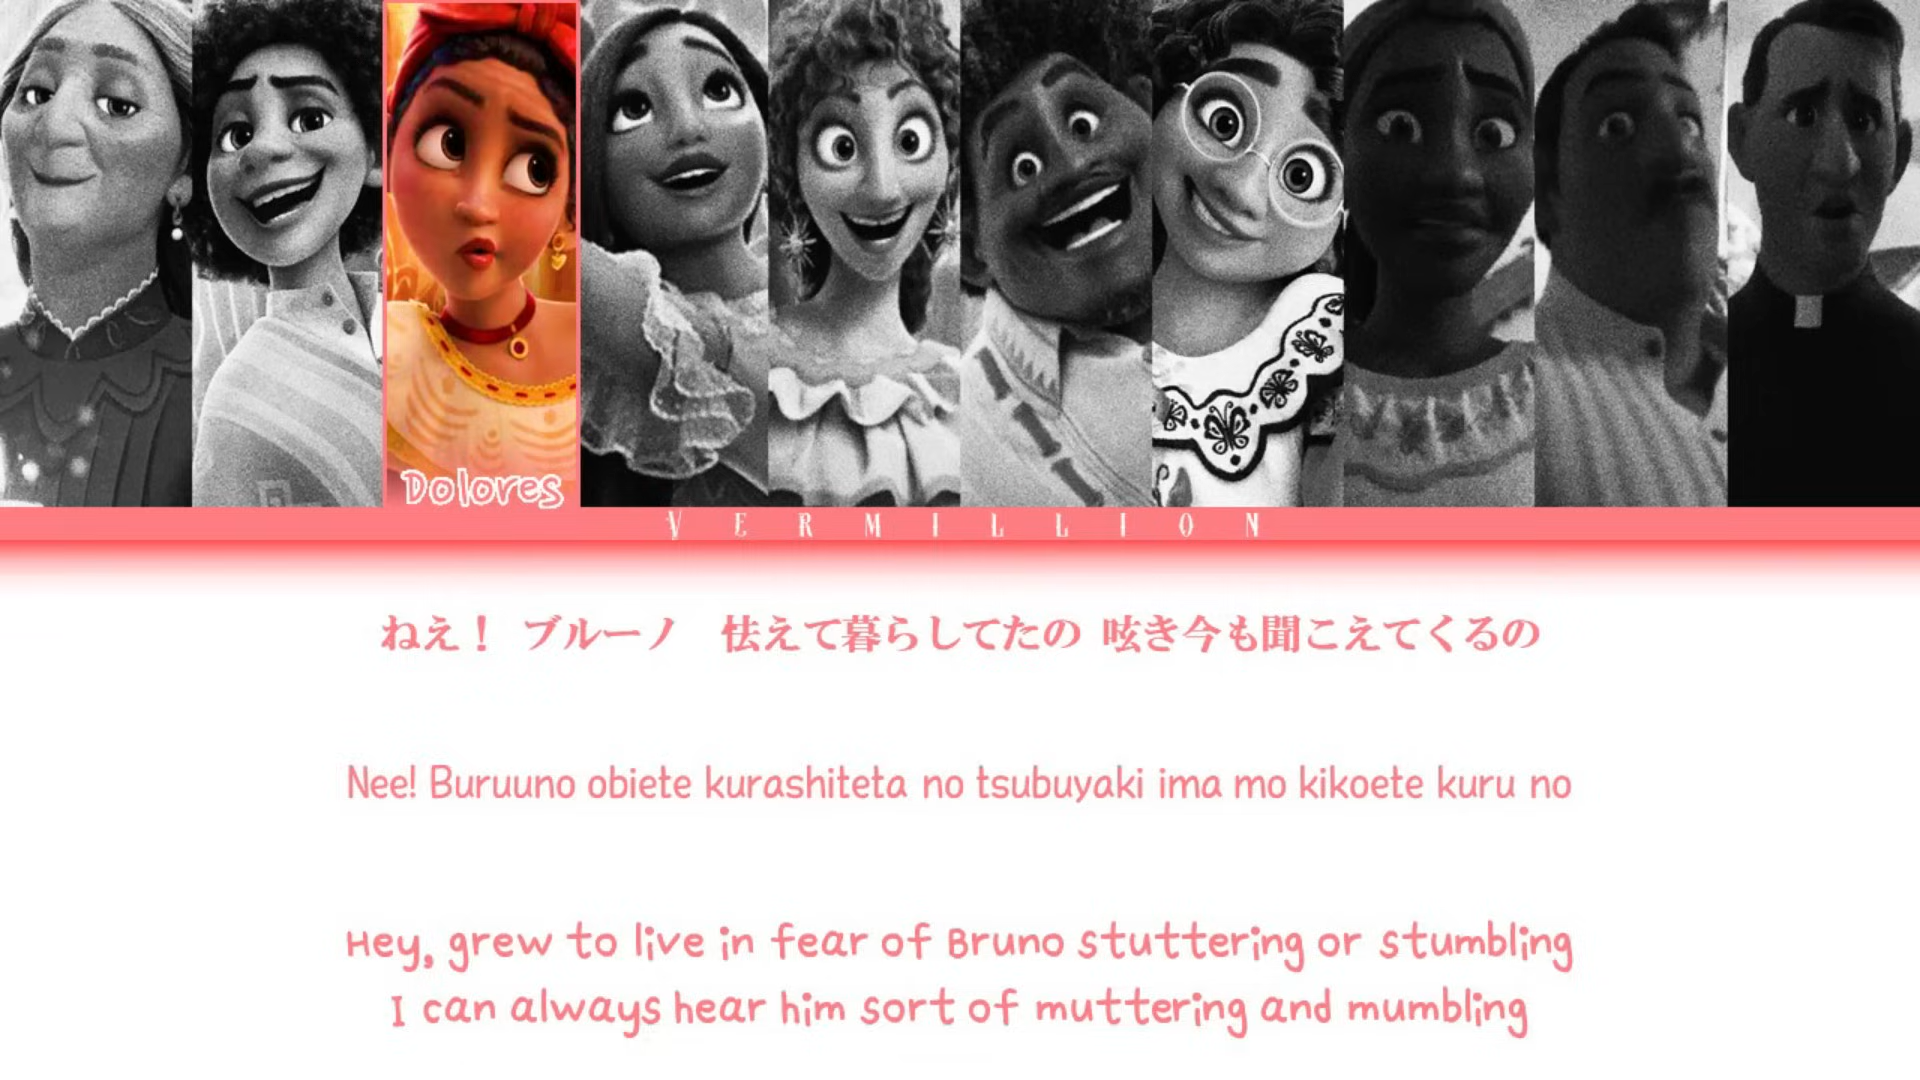 Dolores
VERMILLION
ねえ！ ブルーノ 怯えて暮らしてたの 呟き今も聞こえてくるの
Nee! Buruuno obiete kurashiteta no tsubuyaki ima mo kikoete kuru no
Hey, grew to live in fear of Bruno stuttering or stumbling
I can always hear him sort of muttering and mumbling